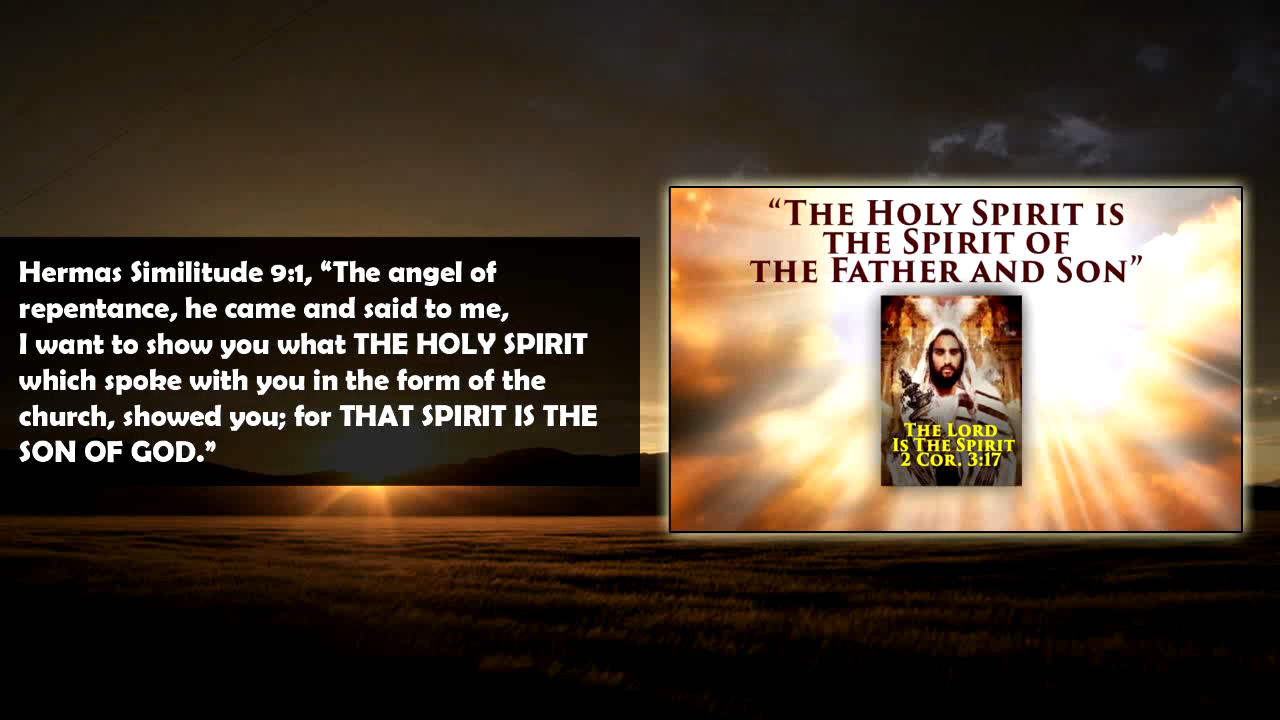 Hermas Similitude 9:1, “The angel of
repentance, he came and said to me,
I want to show you what THE HOLY SPIRIT
which spoke with you in the form of the
church, showed you; for THAT SPIRIT IS THE
SON OF GOD.”
“The Holy Spirit is
the Spirit of
the Father and Son”
The Lord
Is The Spirit
2 Cor. 3:17